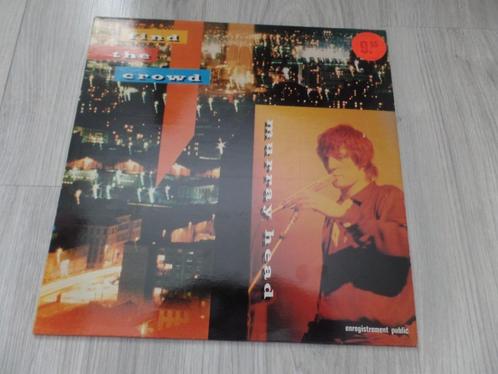 find
the
crowd
murray head
enregistrement public